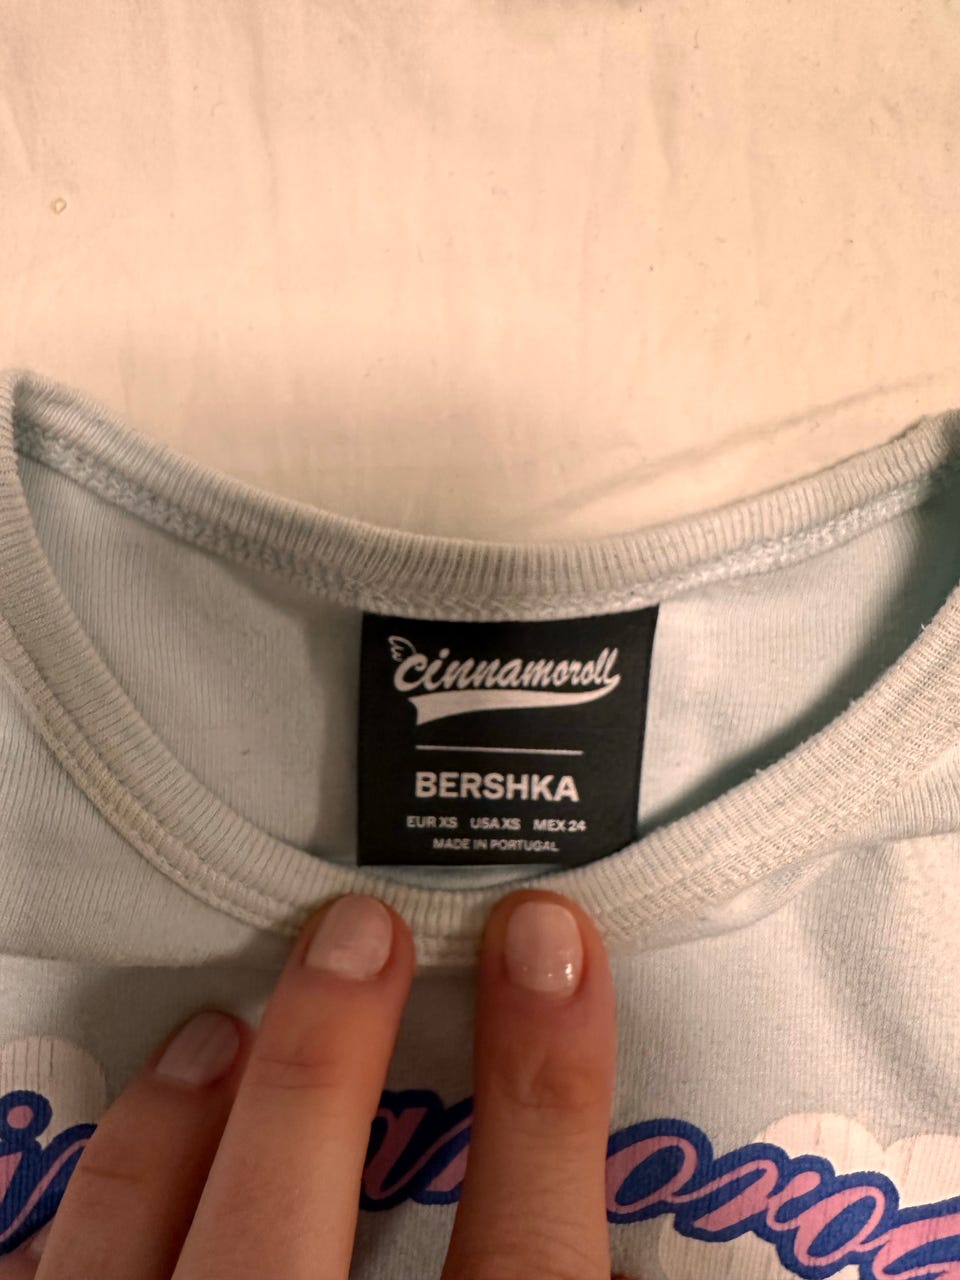 cinnamoroll
BERSHKA
EUR XS USA XS MEX 24
MADE IN PORTUGAL